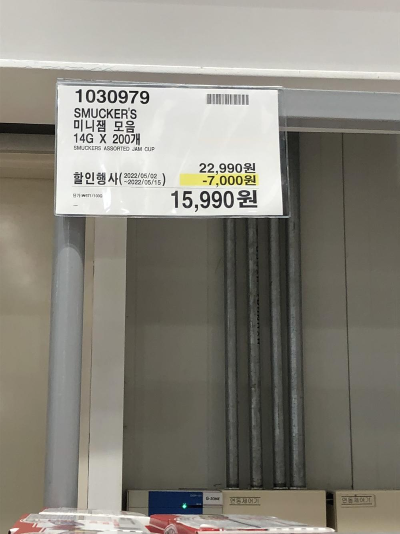 1030979
SMUCKER'S
미니잼 모음
14G X 200개
SMUCKERS ASSORTED JAM CUP
22,990원
할인행사(2022/05/02 ~2022/05/15) -7,000원
15,990원